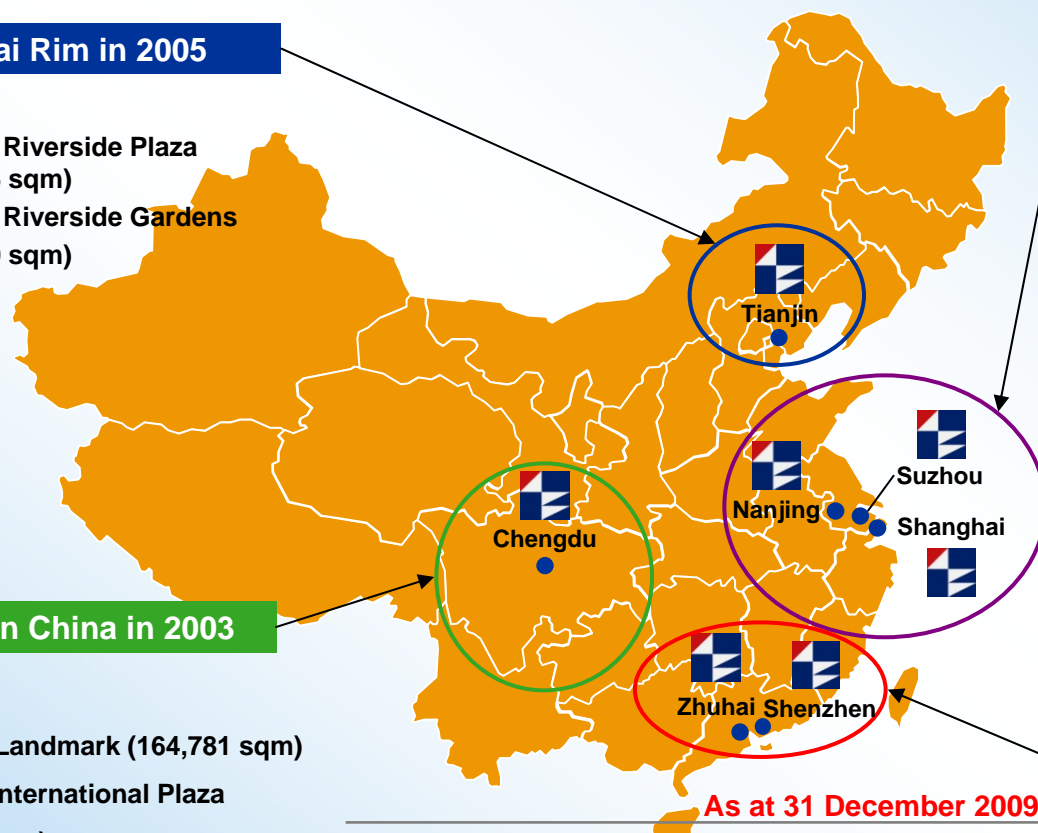 ai Rim in 2005
Riverside Plaza
sqm)
Riverside Gardens
sqm)
Tianjin
Suzhou
Nanjing
Shanghai
Chengdu
n China in 2003
Zhuhai Shenzhen
Landmark (164,781 sqm)
nternational Plaza
As at 31 December 2009